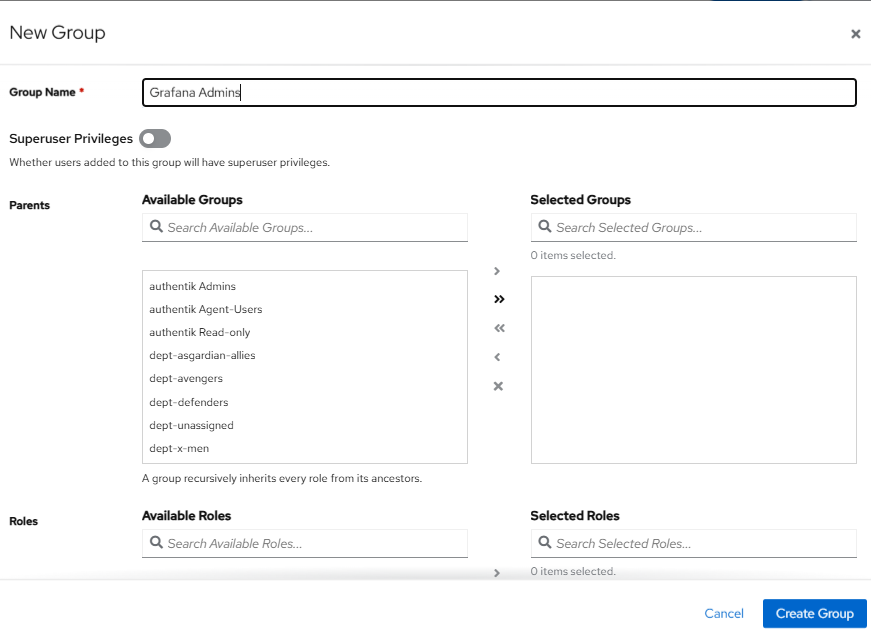 New Group
Group Name *
Grafana Admins
Superuser Privileges
Whether users added to this group will have superuser privileges.
Parents
Available Groups
Search Available Groups...
authentik Admins
authentik Agent-Users
authentik Read-only
dept-asgardian-allies
dept-avengers
dept-defenders
dept-unassigned
dept-x-men
A group recursively inherits every role from its ancestors.
Selected Groups
Search Selected Groups...
0 items selected.
Roles
Available Roles
Search Available Roles...
Selected Roles
Search Selected Roles...
0 items selected.
Cancel
Create Group